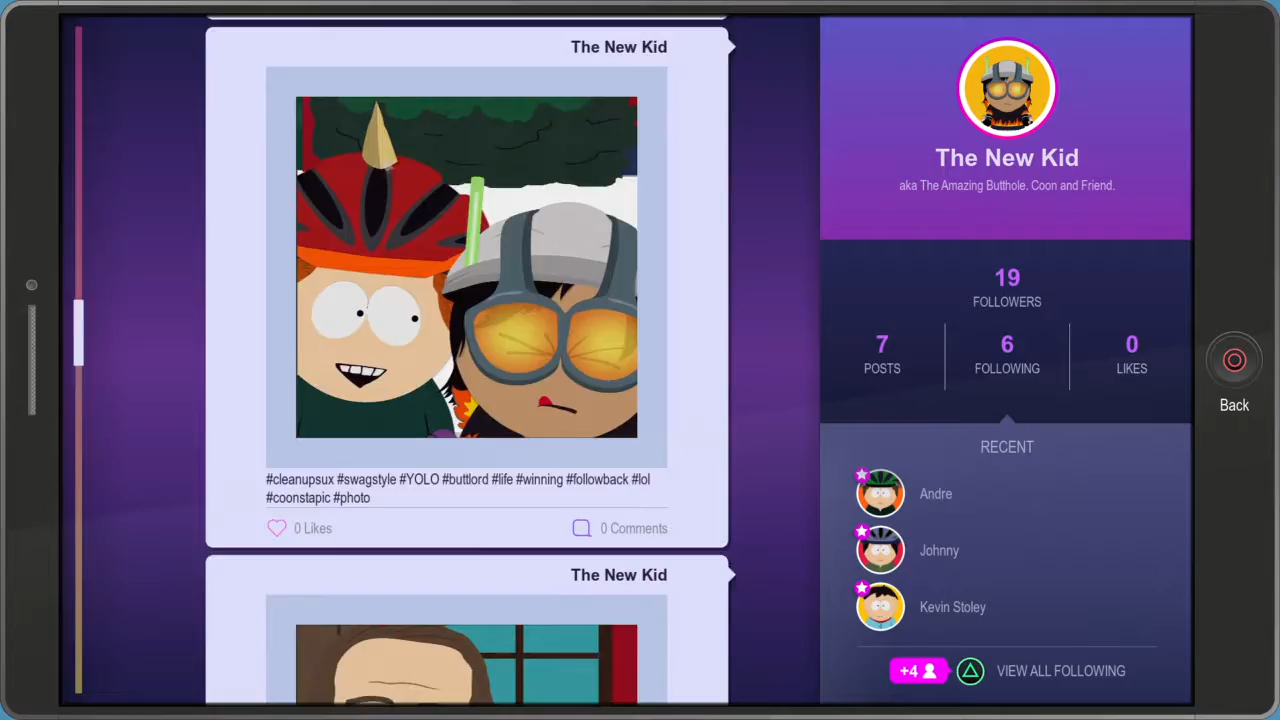 The New Kid
#cleanupsux #swagstyle #YOLO #buttlord #life #winning #followback #lol
#coonstapic #photo
0 Likes
0 Comments
The New Kid
The New Kid
aka The Amazing Butthole. Coon and Friend.
19
FOLLOWERS
7
POSTS
6
FOLLOWING
0
LIKES
RECENT
Andre
Johnny
Kevin Stoley
+4
VIEW ALL FOLLOWING
Back